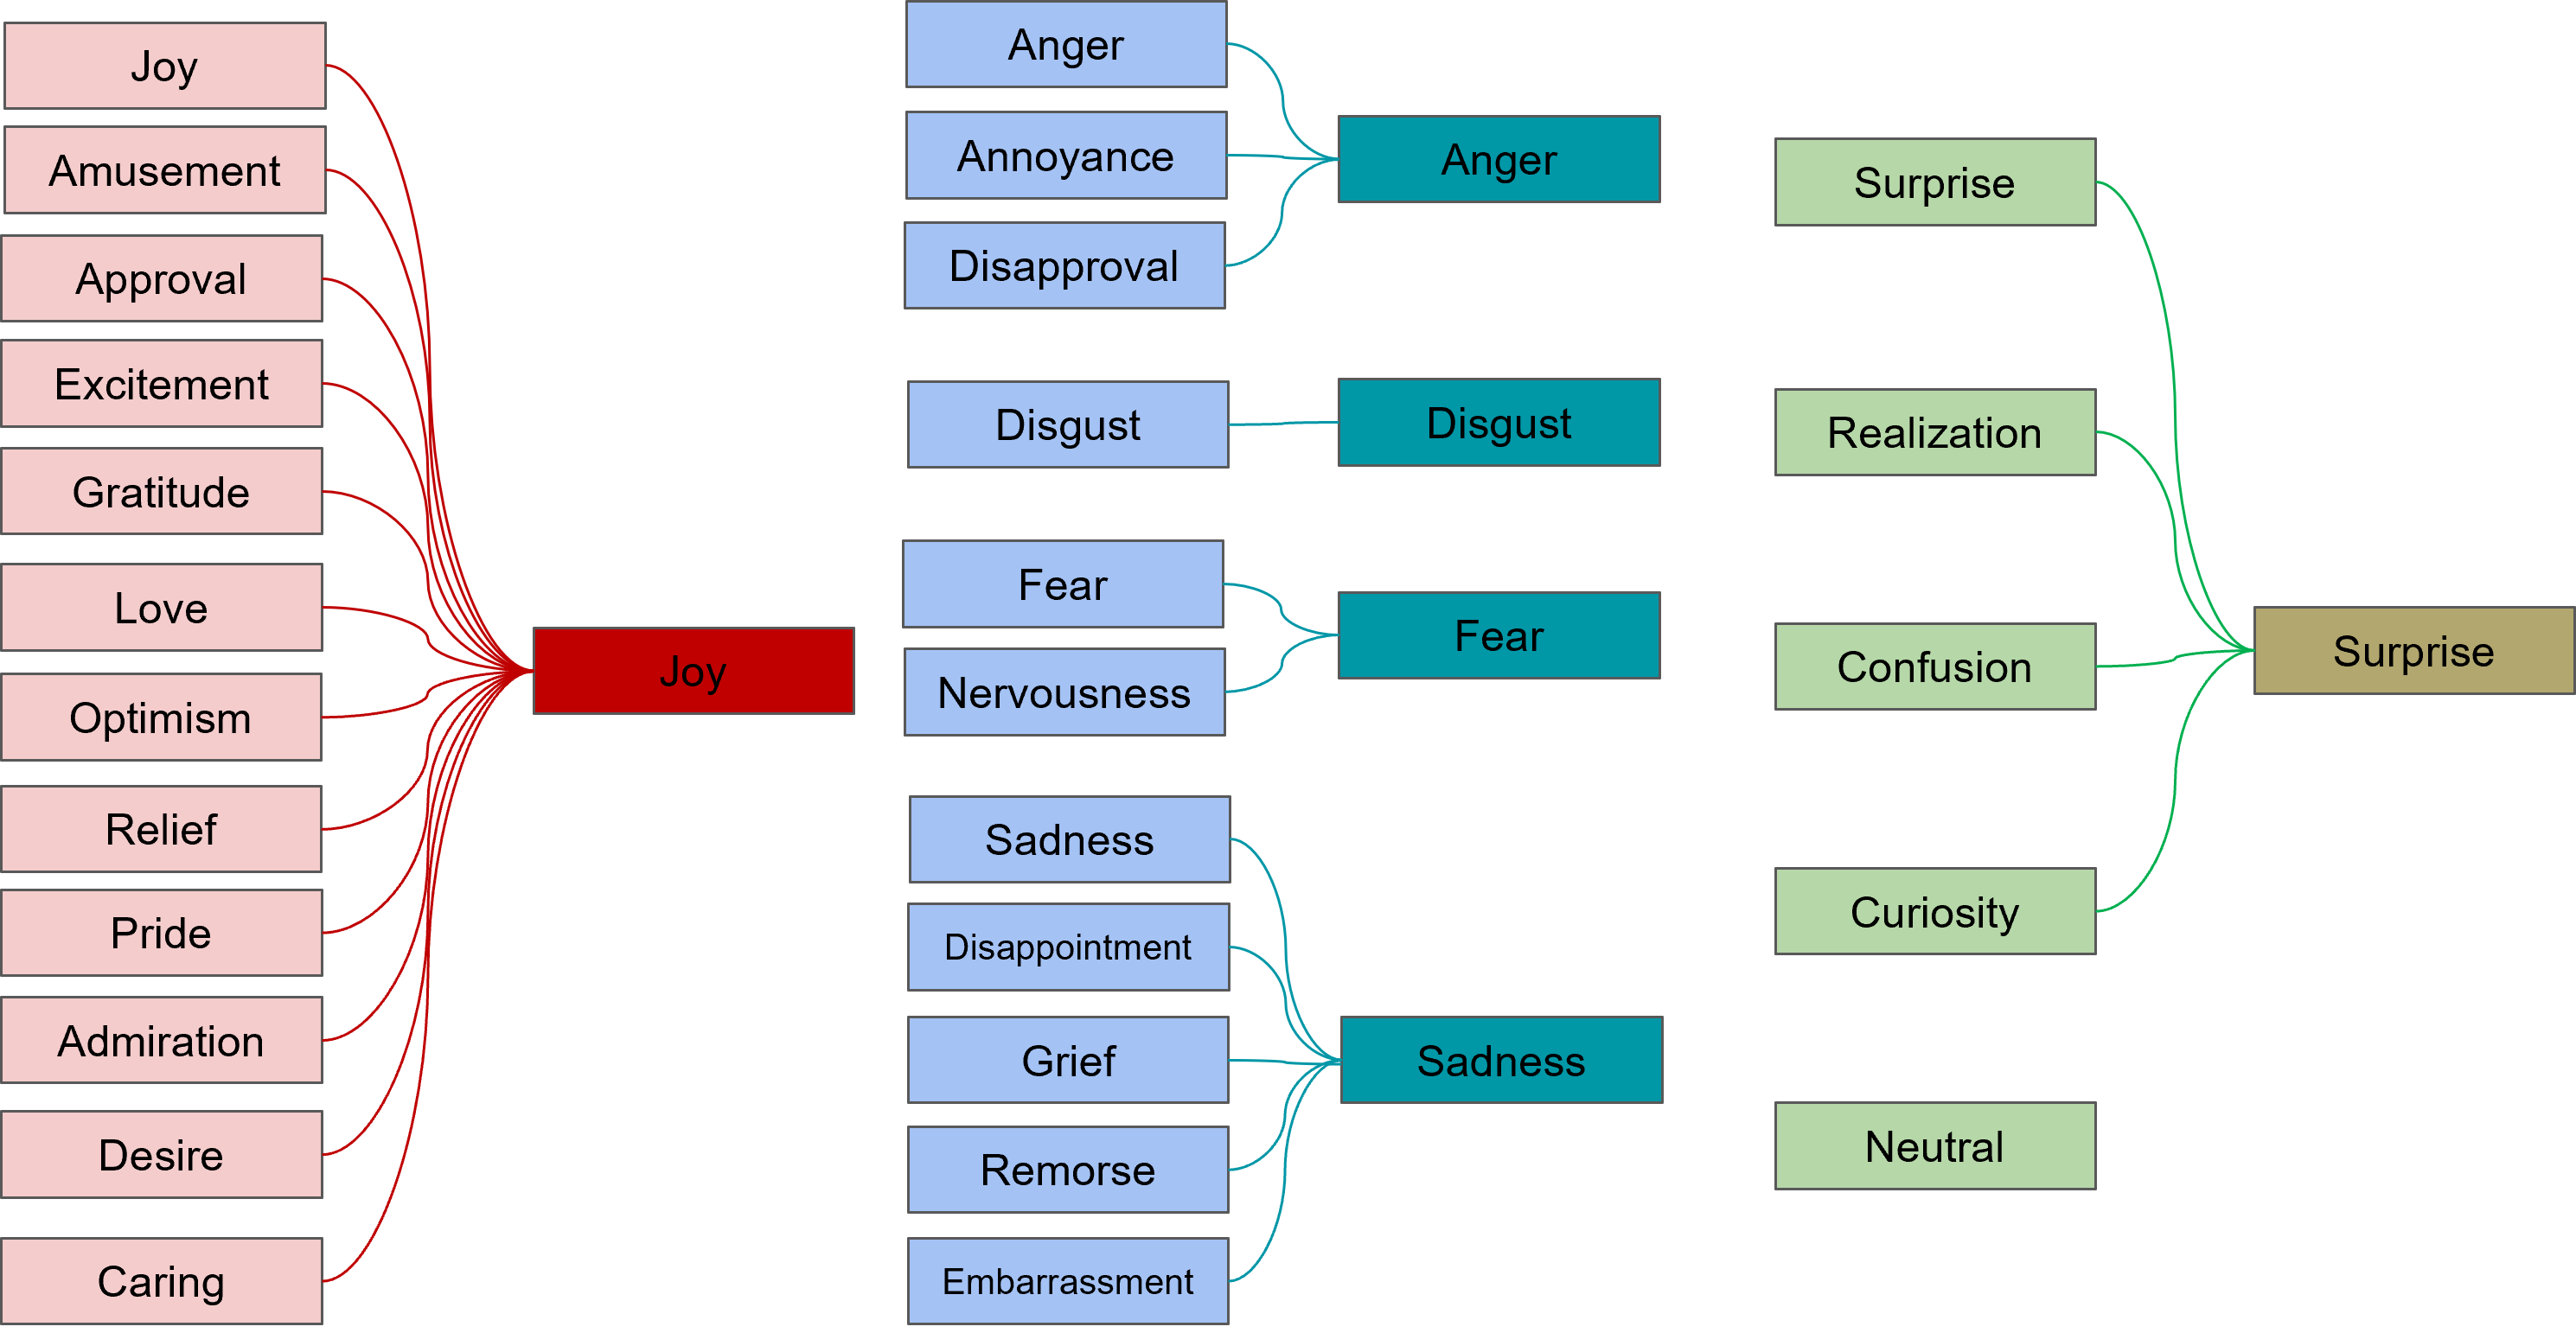 Joy
Amusement
Approval
Excitement
Gratitude
Love
Optimism
Relief
Pride
Admiration
Desire
Caring
Joy
Anger
Annoyance
Disapproval
Anger
Disgust
Disgust
Fear
Nervousness
Fear
Sadness
Disappointment
Grief
Remorse
Embarrassment
Sadness
Surprise
Realization
Confusion
Curiosity
Neutral
Surprise